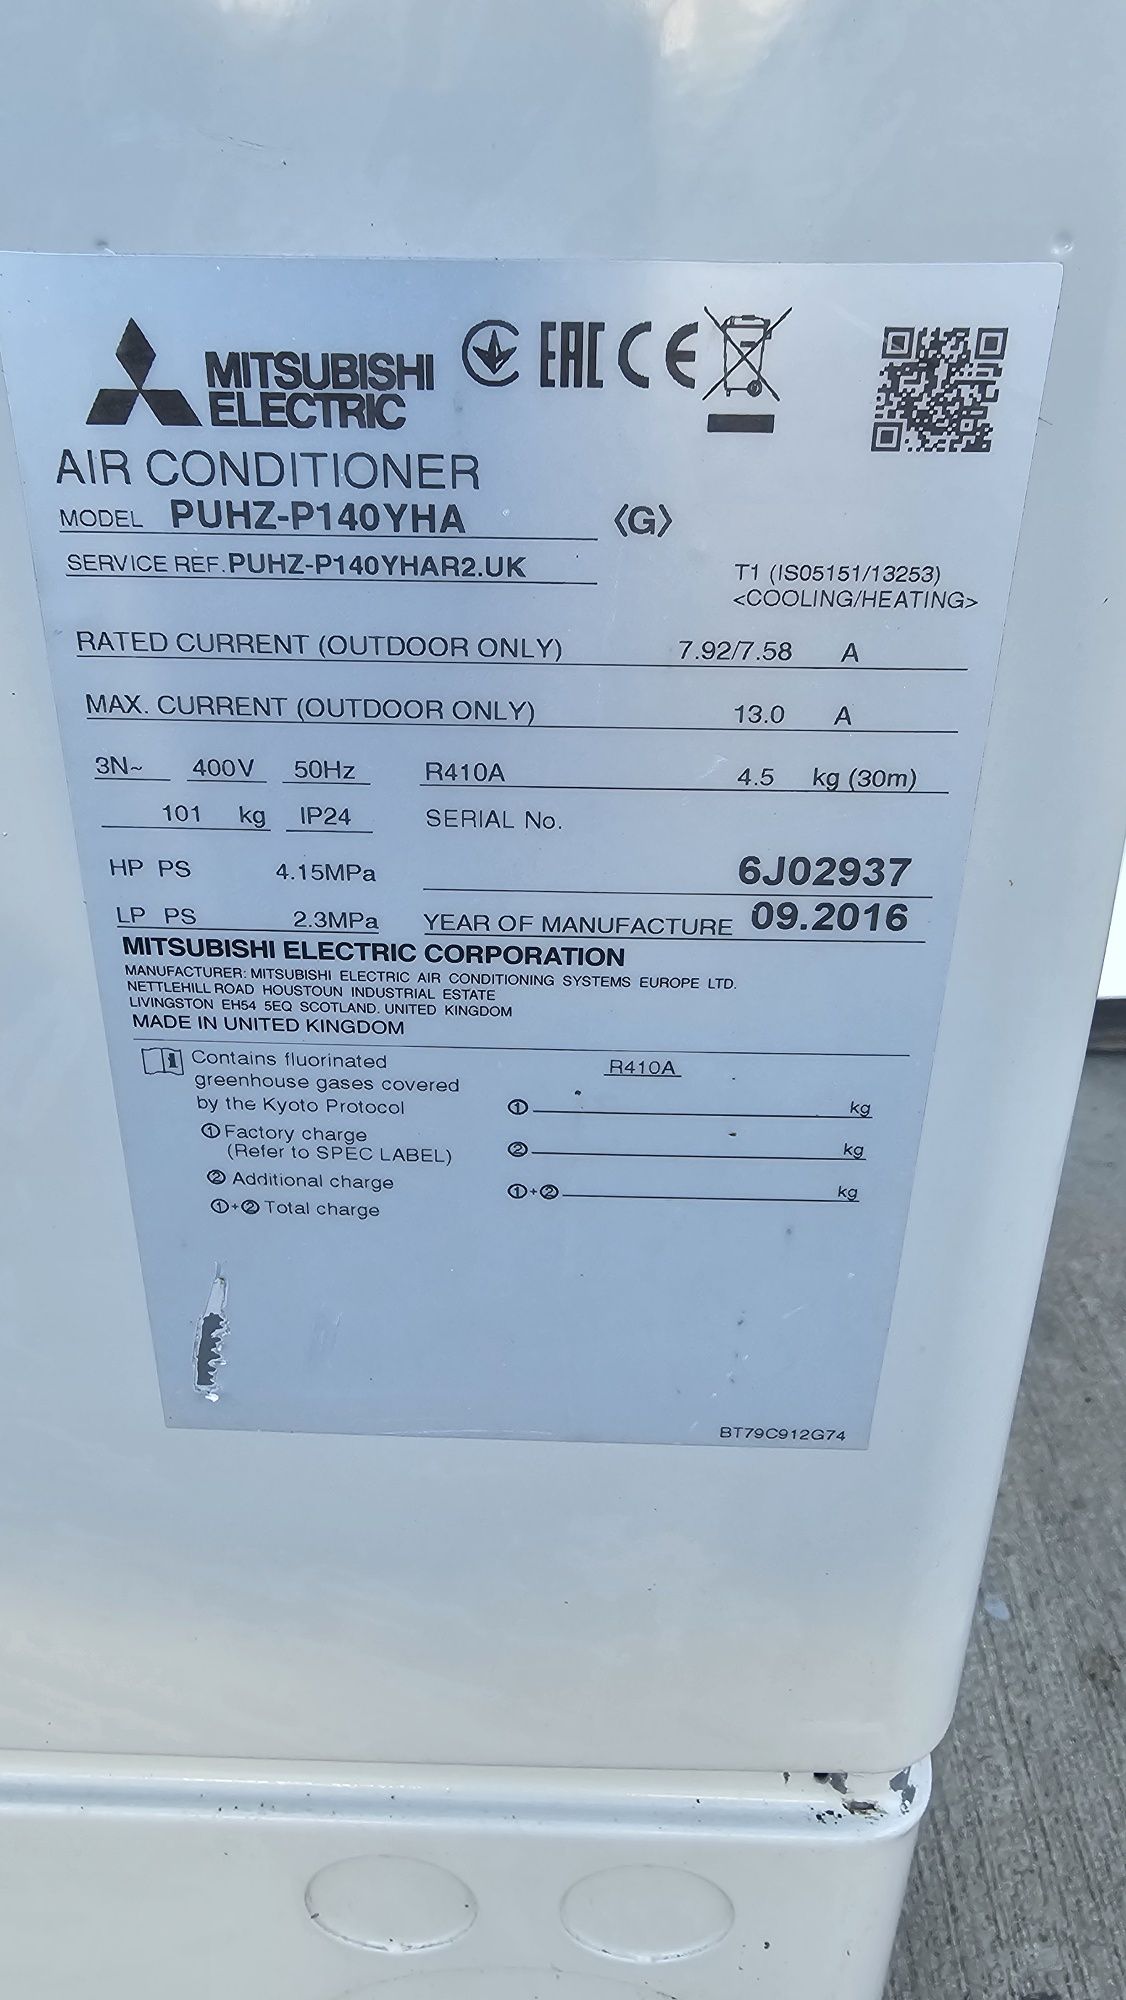 MITSUBISHI
ELECTRIC
EAC CE
AIR CONDITIONER
MODEL PUHZ-P140YHA 〈G〉
SERVICE REF. PUHZ-P140YHAR2.UK
T1 (IS05151/13253)
<COOLING/HEATING>
RATED CURRENT (OUTDOOR ONLY) 7.92/7.58 A
MAX. CURRENT (OUTDOOR ONLY) 13.0 A
3N~ 400V 50Hz R410A 4.5 kg (30m)
101 kg IP24 SERIAL No.
HP PS 4.15MPa 6J02937
LP PS 2.3MPa YEAR OF MANUFACTURE 09.2016
MITSUBISHI ELECTRIC CORPORATION
MANUFACTURER: MITSUBISHI ELECTRIC AIR CONDITIONING SYSTEMS EUROPE LTD.
NETTLEHILL ROAD HOUSTOUN INDUSTRIAL ESTATE
LIVINGSTON EH54 5EQ SCOTLAND. UNITED KINGDOM
MADE IN UNITED KINGDOM
Contains fluorinated R410A
greenhouse gases covered
by the Kyoto Protocol ① kg
① Factory charge
(Refer to SPEC LABEL) ② kg
② Additional charge ①+② kg
①+② Total charge
BT79C912G74